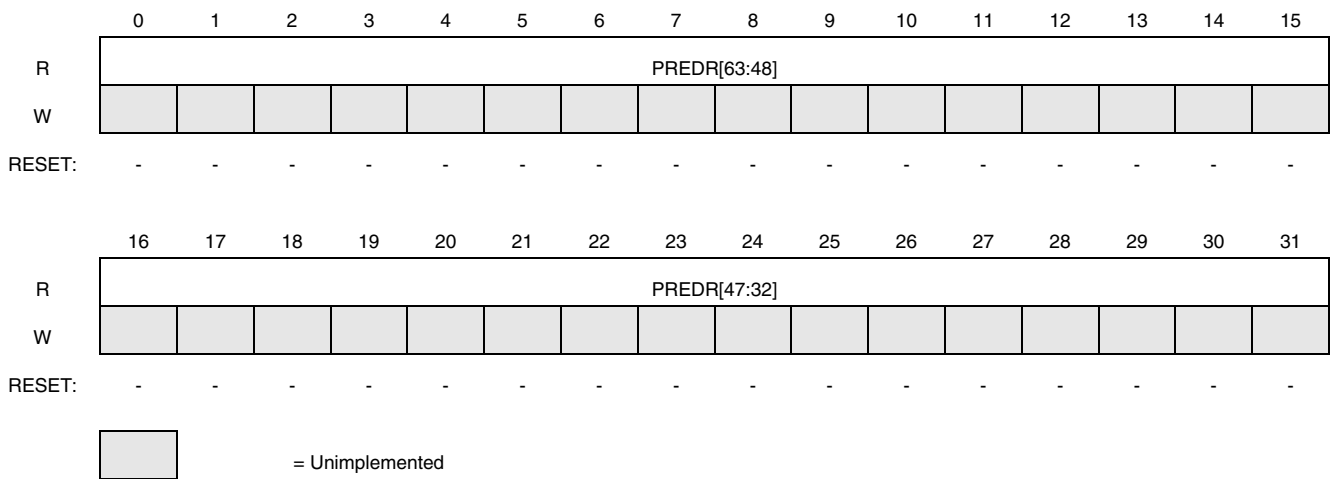 0 1 2 3 4 5 6 7 8 9 10 11 12 13 14 15
R PREDR[63:48]
W
RESET: - - - - - - - - - - - - - - - -
16 17 18 19 20 21 22 23 24 25 26 27 28 29 30 31
R PREDR[47:32]
W
RESET: - - - - - - - - - - - - - - - -
= Unimplemented